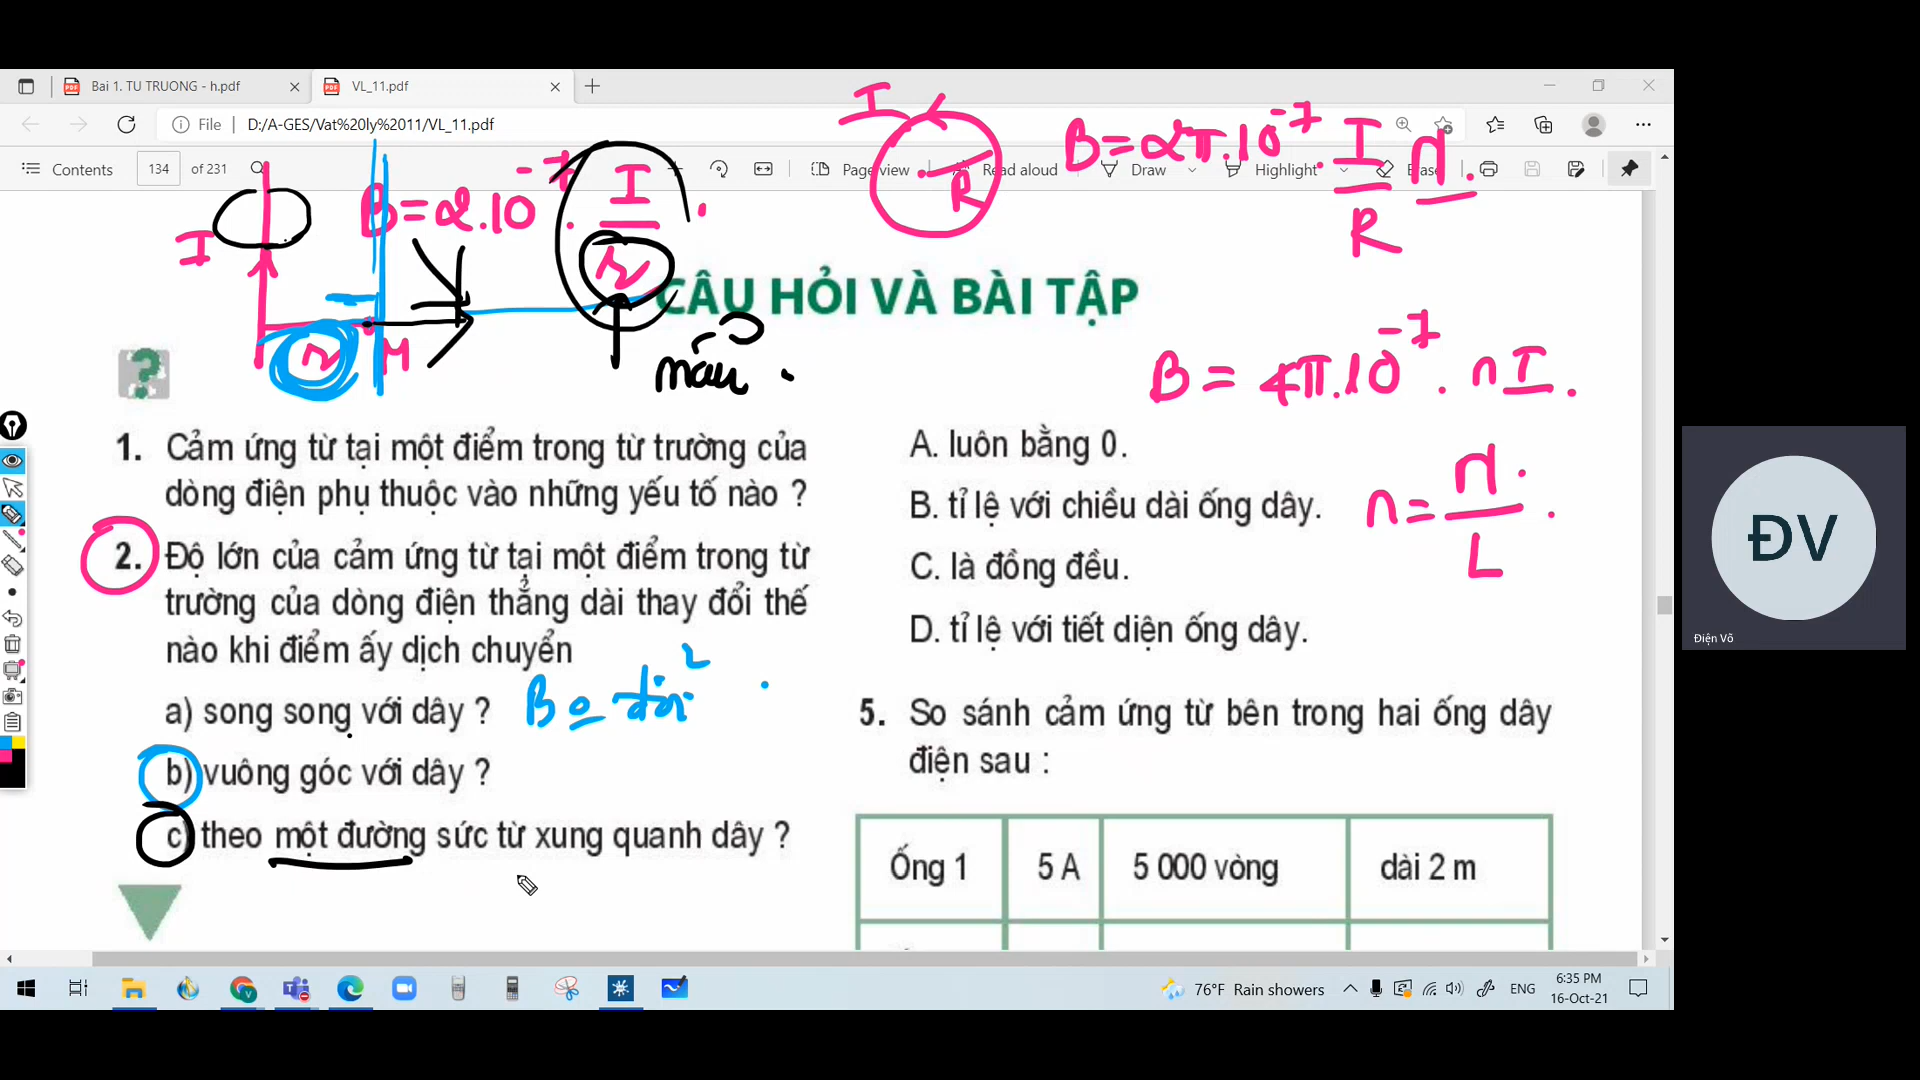 Bai 1. TU TRUONG - h.pdf
VL_11.pdf
File D:/A-GES/Vat%20ly%2011/VL_11.pdf
Contents 134 of 231 Page view Read aloud Draw Highlight Erase
I
B = 2.10^-7 . I/r .
I
R
B = 2π.10^-7 . I/R N.
CÂU HỎI VÀ BÀI TẬP
r M
mẫu .
B = 4π.10^-7 . nI .
n = N/L .
1. Cảm ứng từ tại một điểm trong từ trường của
dòng điện phụ thuộc vào những yếu tố nào ?
2. Độ lớn của cảm ứng từ tại một điểm trong từ
trường của dòng điện thẳng dài thay đổi thế
nào khi điểm ấy dịch chuyển
a) song song với dây ?
B
b) vuông góc với dây ?
c) theo một đường sức từ xung quanh dây ?
A. luôn bằng 0.
B. tỉ lệ với chiều dài ống dây.
C. là đồng đều.
D. tỉ lệ với tiết diện ống dây.
5. So sánh cảm ứng từ bên trong hai ống dây
điện sau :
Ống 1 5 A 5 000 vòng dài 2 m
ĐV
Điện Võ
76°F Rain showers
ENG
6:35 PM
16-Oct-21